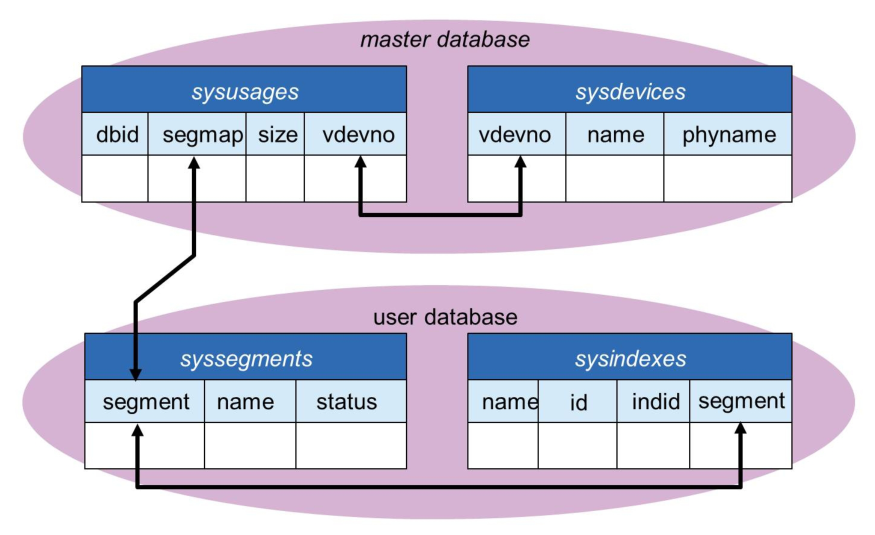 master database
sysusages
dbid segmap size vdevno
sysdevices
vdevno name phyname
user database
syssegments
segment name status
sysindexes
name id indid segment